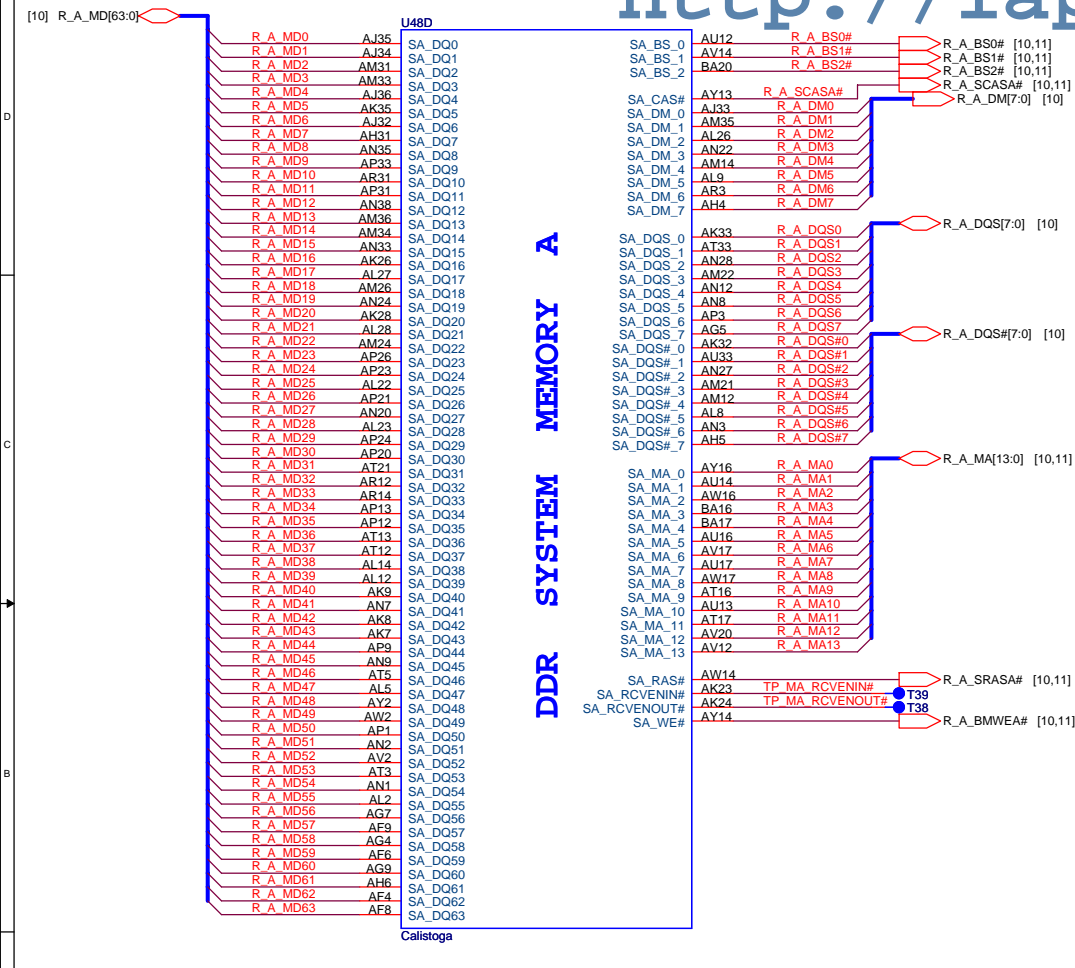 http://lap
[10] R_A_MD[63:0]
U48D
R_A_MD0 AJ35 SA_DQ0
R_A_MD1 AJ34 SA_DQ1
R_A_MD2 AM31 SA_DQ2
R_A_MD3 AM33 SA_DQ3
R_A_MD4 AJ36 SA_DQ4
R_A_MD5 AK35 SA_DQ5
R_A_MD6 AJ32 SA_DQ6
R_A_MD7 AH31 SA_DQ7
R_A_MD8 AN35 SA_DQ8
R_A_MD9 AP33 SA_DQ9
R_A_MD10 AR31 SA_DQ10
R_A_MD11 AP31 SA_DQ11
R_A_MD12 AN38 SA_DQ12
R_A_MD13 AM36 SA_DQ13
R_A_MD14 AM34 SA_DQ14
R_A_MD15 AN33 SA_DQ15
R_A_MD16 AK26 SA_DQ16
R_A_MD17 AL27 SA_DQ17
R_A_MD18 AM26 SA_DQ18
R_A_MD19 AN24 SA_DQ19
R_A_MD20 AK28 SA_DQ20
R_A_MD21 AL28 SA_DQ21
R_A_MD22 AM24 SA_DQ22
R_A_MD23 AP26 SA_DQ23
R_A_MD24 AP23 SA_DQ24
R_A_MD25 AL22 SA_DQ25
R_A_MD26 AP21 SA_DQ26
R_A_MD27 AN20 SA_DQ27
R_A_MD28 AL23 SA_DQ28
R_A_MD29 AP24 SA_DQ29
R_A_MD30 AP20 SA_DQ30
R_A_MD31 AT21 SA_DQ31
R_A_MD32 AR12 SA_DQ32
R_A_MD33 AR14 SA_DQ33
R_A_MD34 AP13 SA_DQ34
R_A_MD35 AP12 SA_DQ35
R_A_MD36 AT13 SA_DQ36
R_A_MD37 AT12 SA_DQ37
R_A_MD38 AL14 SA_DQ38
R_A_MD39 AL12 SA_DQ39
R_A_MD40 AK9 SA_DQ40
R_A_MD41 AN7 SA_DQ41
R_A_MD42 AK8 SA_DQ42
R_A_MD43 AK7 SA_DQ43
R_A_MD44 AP9 SA_DQ44
R_A_MD45 AN9 SA_DQ45
R_A_MD46 AT5 SA_DQ46
R_A_MD47 AL5 SA_DQ47
R_A_MD48 AY2 SA_DQ48
R_A_MD49 AW2 SA_DQ49
R_A_MD50 AP1 SA_DQ50
R_A_MD51 AN2 SA_DQ51
R_A_MD52 AV2 SA_DQ52
R_A_MD53 AT3 SA_DQ53
R_A_MD54 AN1 SA_DQ54
R_A_MD55 AL2 SA_DQ55
R_A_MD56 AG7 SA_DQ56
R_A_MD57 AF9 SA_DQ57
R_A_MD58 AG4 SA_DQ58
R_A_MD59 AF6 SA_DQ59
R_A_MD60 AG9 SA_DQ60
R_A_MD61 AH6 SA_DQ61
R_A_MD62 AF4 SA_DQ62
R_A_MD63 AF8 SA_DQ63
Calistoga
DDR SYSTEM MEMORY A
SA_BS_0 AU12 R_A_BS0# R_A_BS0# [10,11]
SA_BS_1 AV14 R_A_BS1# R_A_BS1# [10,11]
SA_BS_2 BA20 R_A_BS2# R_A_BS2# [10,11]
SA_CAS# AY13 R_A_SCASA# R_A_SCASA# [10,11]
R_A_DM[7:0] [10]
SA_DM_0 AJ33 R_A_DM0
SA_DM_1 AM35 R_A_DM1
SA_DM_2 AL26 R_A_DM2
SA_DM_3 AN22 R_A_DM3
SA_DM_4 AM14 R_A_DM4
SA_DM_5 AL9 R_A_DM5
SA_DM_6 AR3 R_A_DM6
SA_DM_7 AH4 R_A_DM7
R_A_DQS[7:0] [10]
SA_DQS_0 AK33 R_A_DQS0
SA_DQS_1 AT33 R_A_DQS1
SA_DQS_2 AN28 R_A_DQS2
SA_DQS_3 AM22 R_A_DQS3
SA_DQS_4 AN12 R_A_DQS4
SA_DQS_5 AN8 R_A_DQS5
SA_DQS_6 AP3 R_A_DQS6
SA_DQS_7 AG5 R_A_DQS7
R_A_DQS#[7:0] [10]
SA_DQS#_0 AK32 R_A_DQS#0
SA_DQS#_1 AU33 R_A_DQS#1
SA_DQS#_2 AN27 R_A_DQS#2
SA_DQS#_3 AM21 R_A_DQS#3
SA_DQS#_4 AM12 R_A_DQS#4
SA_DQS#_5 AL8 R_A_DQS#5
SA_DQS#_6 AN3 R_A_DQS#6
SA_DQS#_7 AH5 R_A_DQS#7
R_A_MA[13:0] [10,11]
SA_MA_0 AY16 R_A_MA0
SA_MA_1 AU14 R_A_MA1
SA_MA_2 AW16 R_A_MA2
SA_MA_3 BA16 R_A_MA3
SA_MA_4 BA17 R_A_MA4
SA_MA_5 AU16 R_A_MA5
SA_MA_6 AV17 R_A_MA6
SA_MA_7 AU17 R_A_MA7
SA_MA_8 AW17 R_A_MA8
SA_MA_9 AT16 R_A_MA9
SA_MA_10 AU13 R_A_MA10
SA_MA_11 AT17 R_A_MA11
SA_MA_12 AV20 R_A_MA12
SA_MA_13 AV12 R_A_MA13
SA_RAS# AW14 R_A_SRASA# [10,11]
SA_RCVENIN# AK23 TP_MA_RCVENIN# T39
SA_RCVENOUT# AK24 TP_MA_RCVENOUT# T38
SA_WE# AY14 R_A_BMWEA# [10,11]
D
C
B